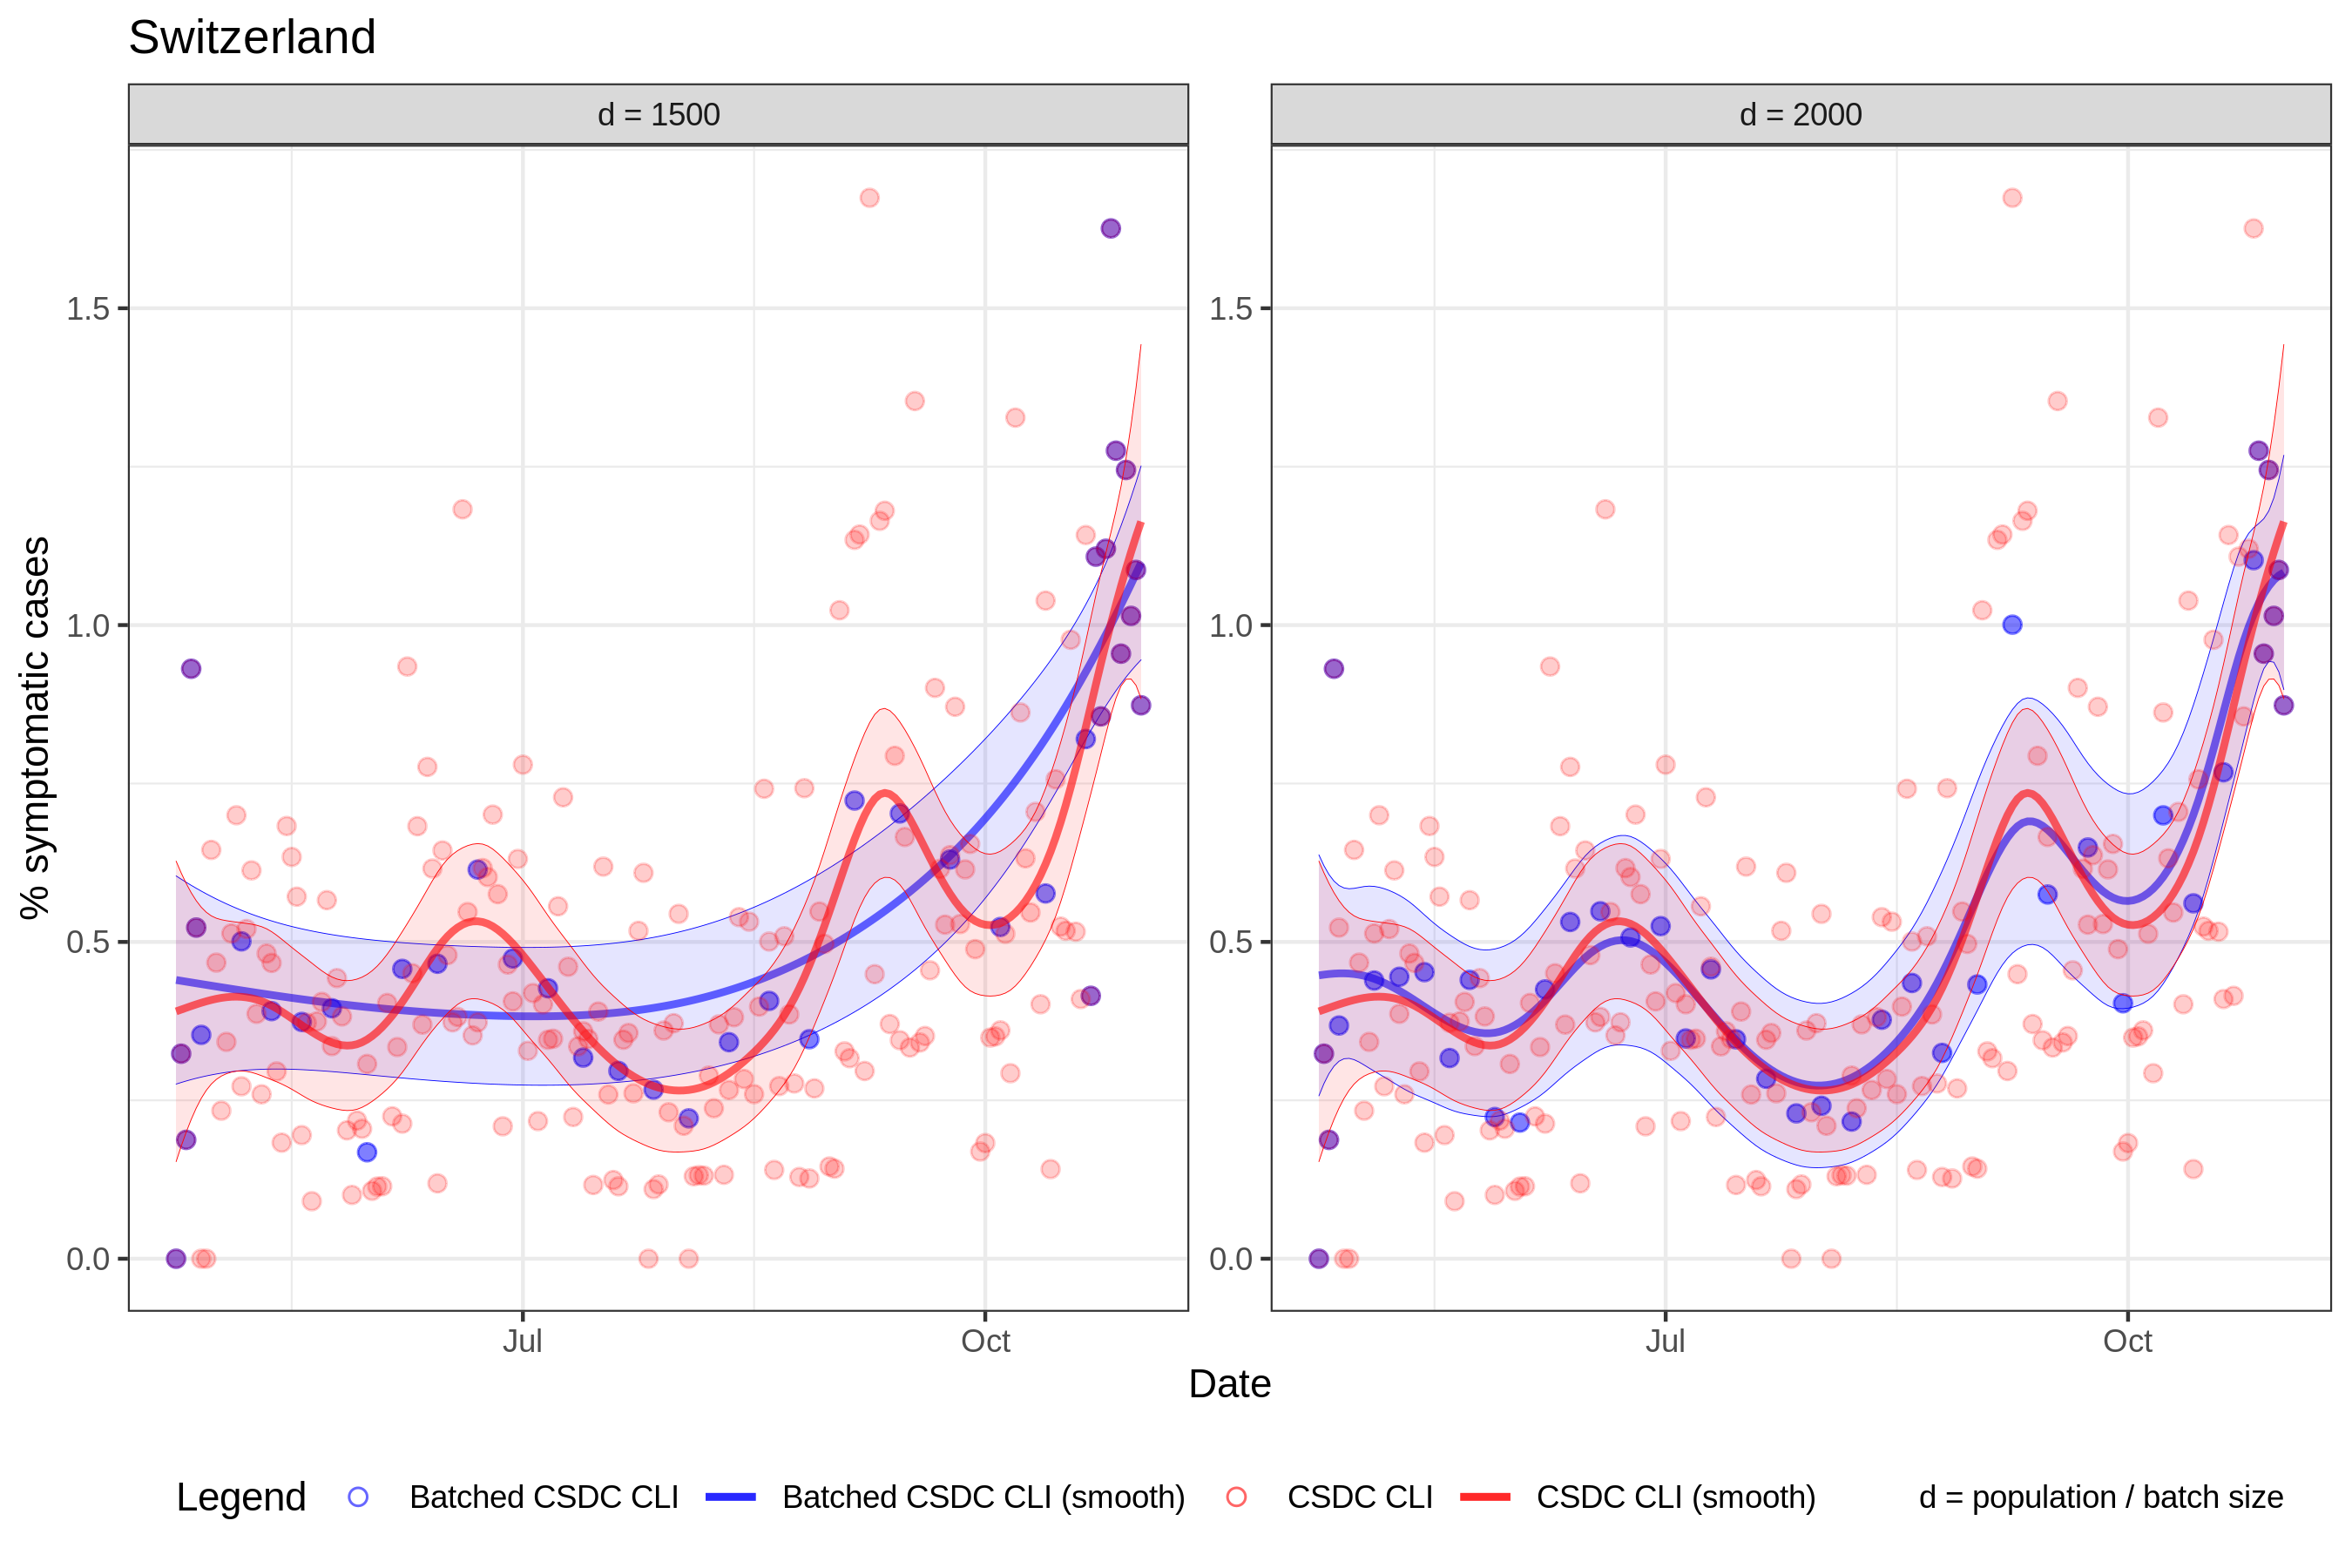 Switzerland
d = 1500
d = 2000
% symptomatic cases
1.5
1.0
0.5
0.0
1.5
1.0
0.5
0.0
Jul
Oct
Jul
Oct
Date
Legend
Batched CSDC CLI
Batched CSDC CLI (smooth)
CSDC CLI
CSDC CLI (smooth)
d = population / batch size